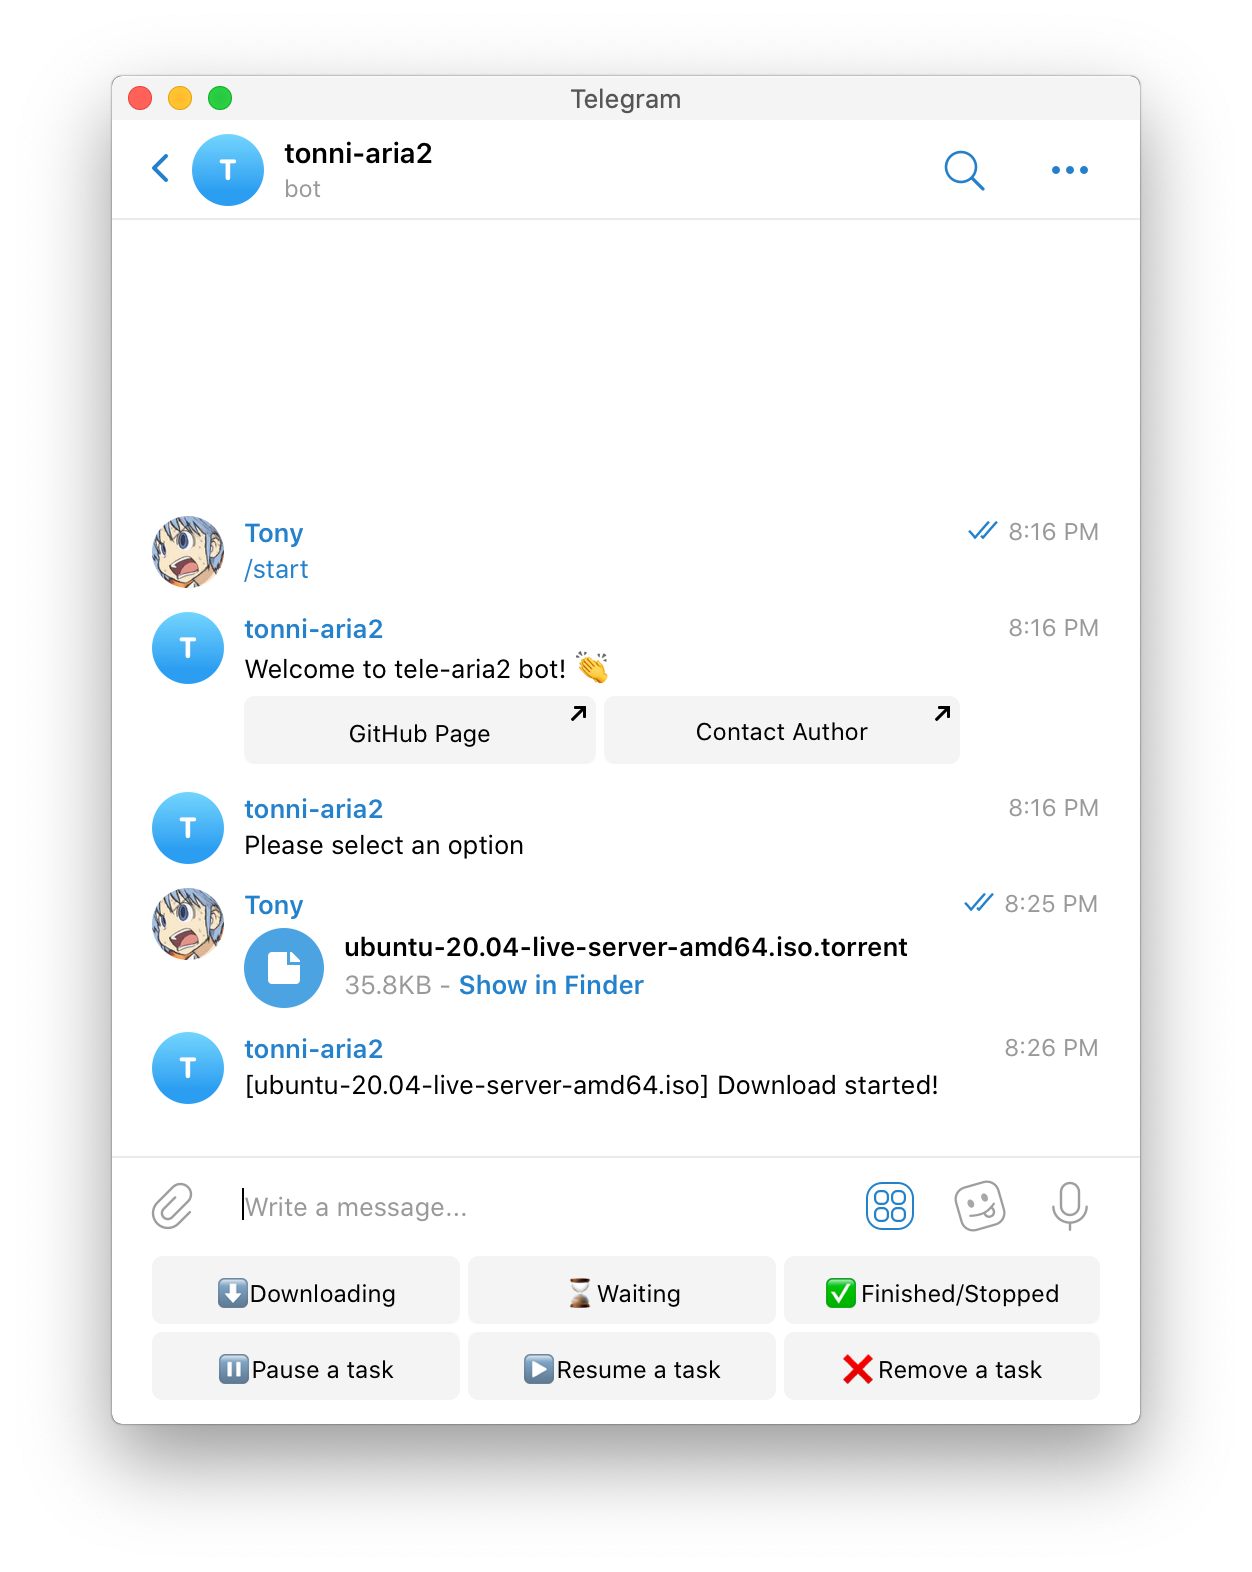 Telegram
T
tonni-aria2
bot
Tony
8:16 PM
/start
T
tonni-aria2
8:16 PM
Welcome to tele-aria2 bot! 👏
GitHub Page
Contact Author
T
tonni-aria2
8:16 PM
Please select an option
Tony
8:25 PM
ubuntu-20.04-live-server-amd64.iso.torrent
35.8KB - Show in Finder
T
tonni-aria2
8:26 PM
[ubuntu-20.04-live-server-amd64.iso] Download started!
Write a message...
⬇️Downloading
⌛Waiting
✅Finished/Stopped
⏸Pause a task
▶️Resume a task
❌Remove a task